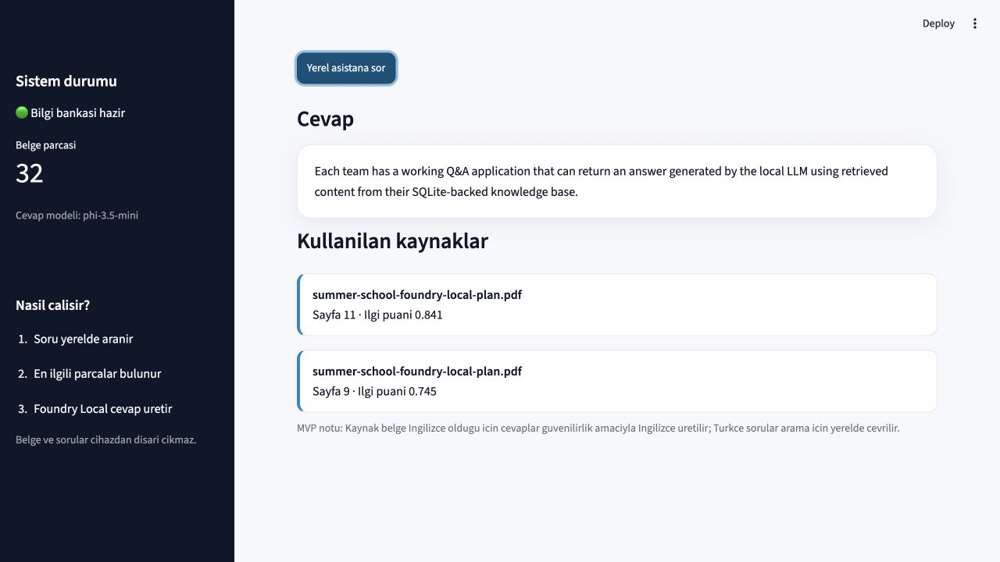 Deploy
Sistem durumu
Bilgi bankasi hazir
Belge parcasi
32
Cevap modeli: phi-3.5-mini
Nasil calisir?
1. Soru yerelde aranir
2. En ilgili parcalar bulunur
3. Foundry Local cevap uretir
Belge ve sorular cihazdan disari cikmaz.
Yerel asistana sor
Cevap
Each team has a working Q&A application that can return an answer generated by the local LLM using retrieved
content from their SQLite-backed knowledge base.
Kullanilan kaynaklar
summer-school-foundry-local-plan.pdf
Sayfa 11 · Ilgi puani 0.841
summer-school-foundry-local-plan.pdf
Sayfa 9 · Ilgi puani 0.745
MVP notu: Kaynak belge Ingilizce oldugu icin cevaplar guvenilirlik amaciyla Ingilizce uretilir; Turkce sorular arama icin yerelde cevrilir.